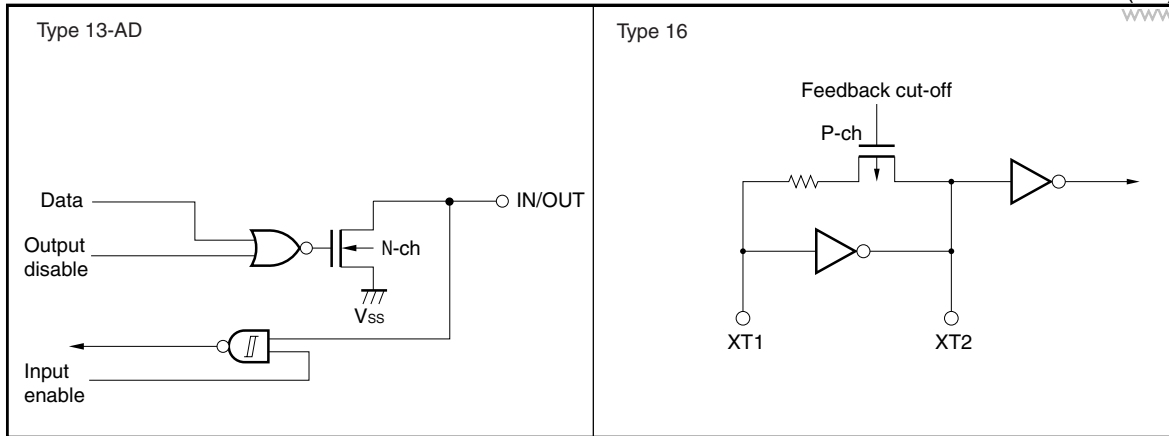 Type 13-AD
Data
Output
disable
N-ch
IN/OUT
VSS
Input
enable
Type 16
Feedback cut-off
P-ch
XT1
XT2